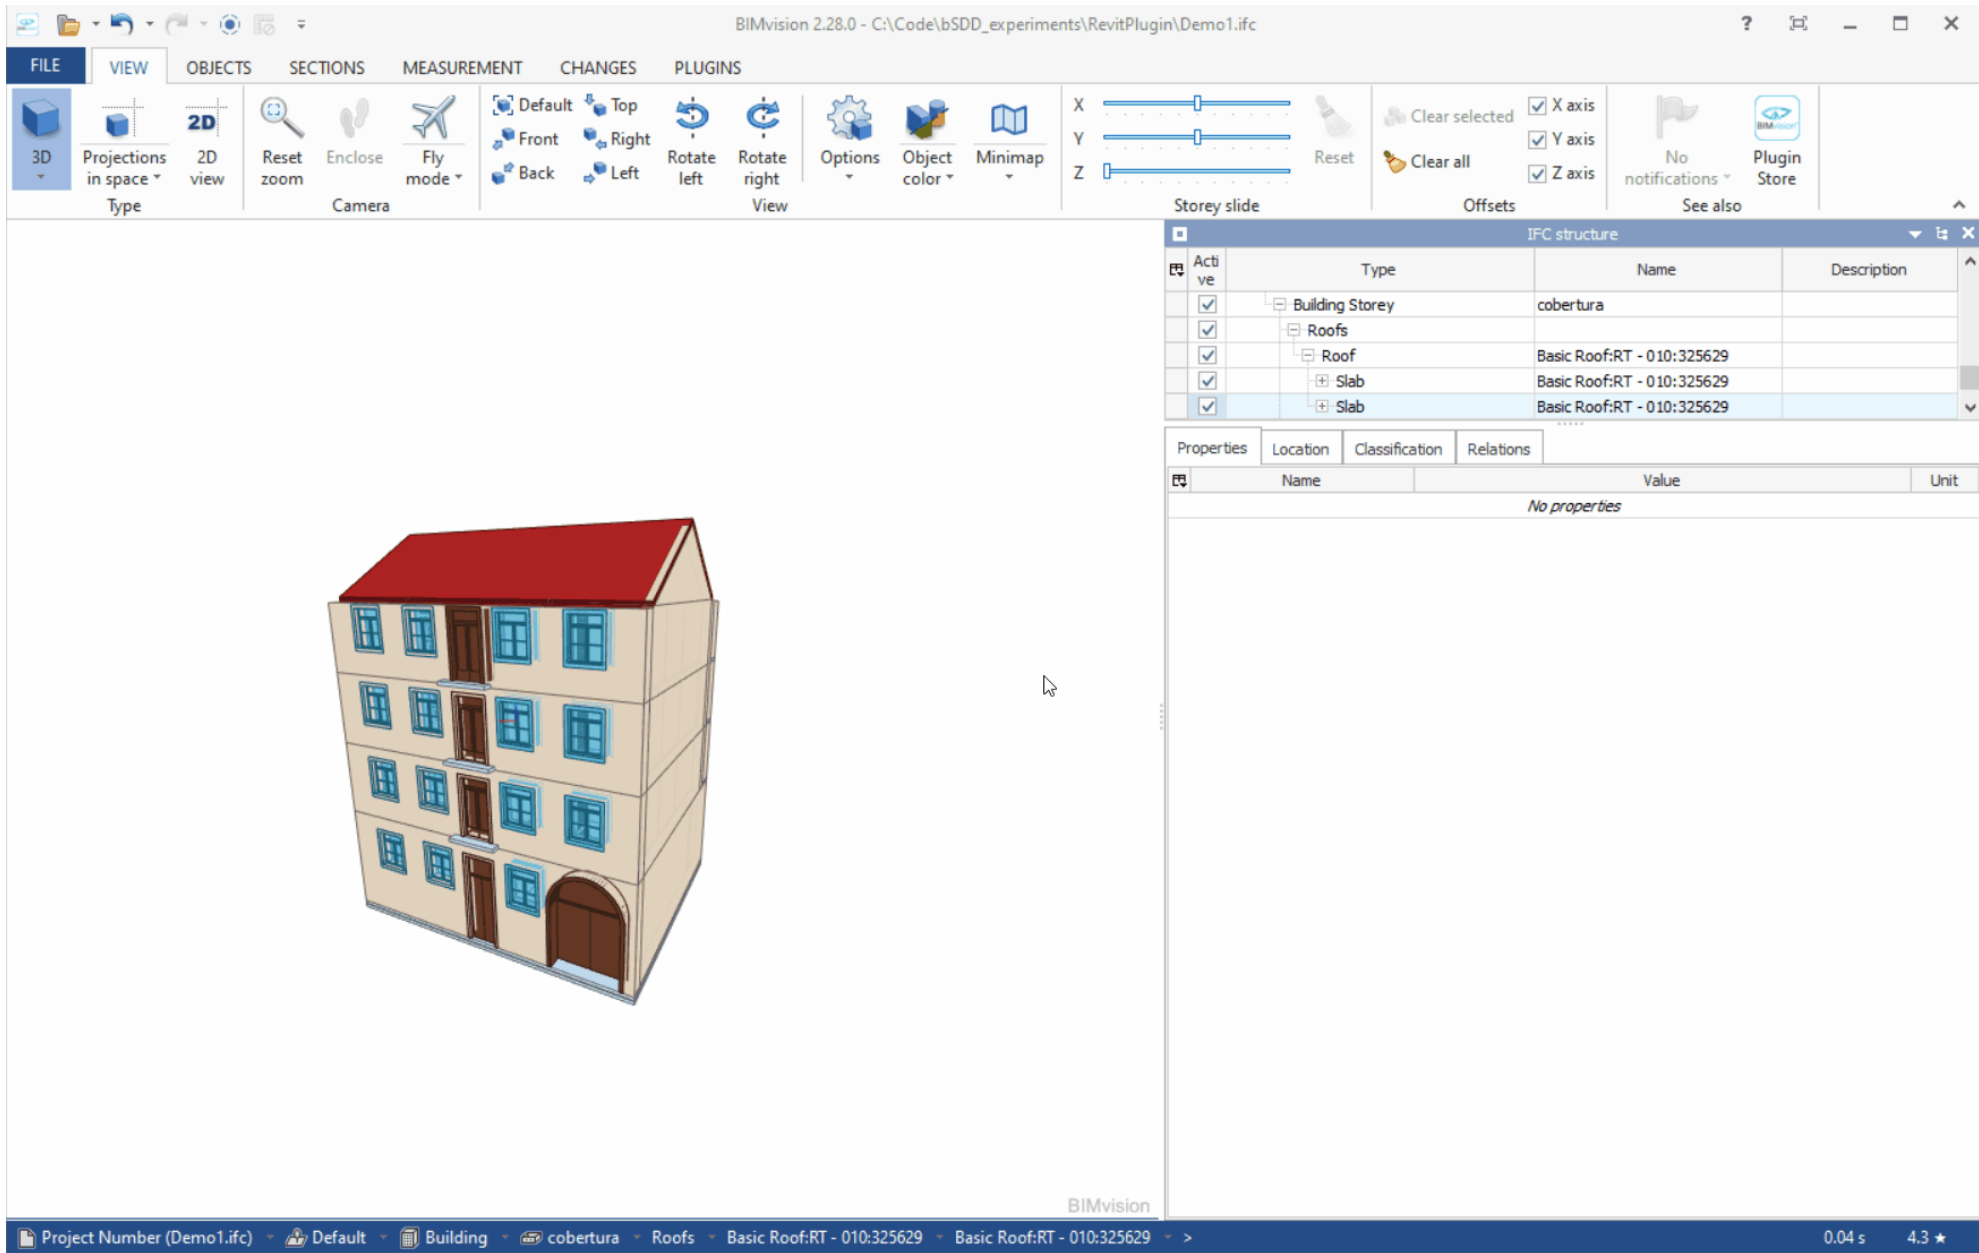 BIMvision 2.28.0 - C:\Code\bSDD_experiments\RevitPlugin\Demo1.ifc
?
FILE VIEW OBJECTS SECTIONS MEASUREMENT CHANGES PLUGINS
3D
Projections
in space
2D
2D
view
Type
Reset
zoom
Enclose
Fly
mode
Camera
Default Top
Front Right
Back Left
Rotate
left
Rotate
right
Options
Object
color
Minimap
View
X
Y
Z
Reset
Storey slide
Clear selected
Clear all
X axis
Y axis
Z axis
Offsets
No
notifications
BIMvision
Plugin
Store
See also
IFC structure
Acti
ve
Type Name Description
Building Storey cobertura
Roofs
Roof Basic Roof:RT - 010:325629
Slab Basic Roof:RT - 010:325629
Slab Basic Roof:RT - 010:325629
Properties Location Classification Relations
Name Value Unit
No properties
BIMvision
Project Number (Demo1.ifc) Default Building cobertura Roofs Basic Roof:RT - 010:325629 Basic Roof:RT - 010:325629 > 0.04 s 4.3 ★